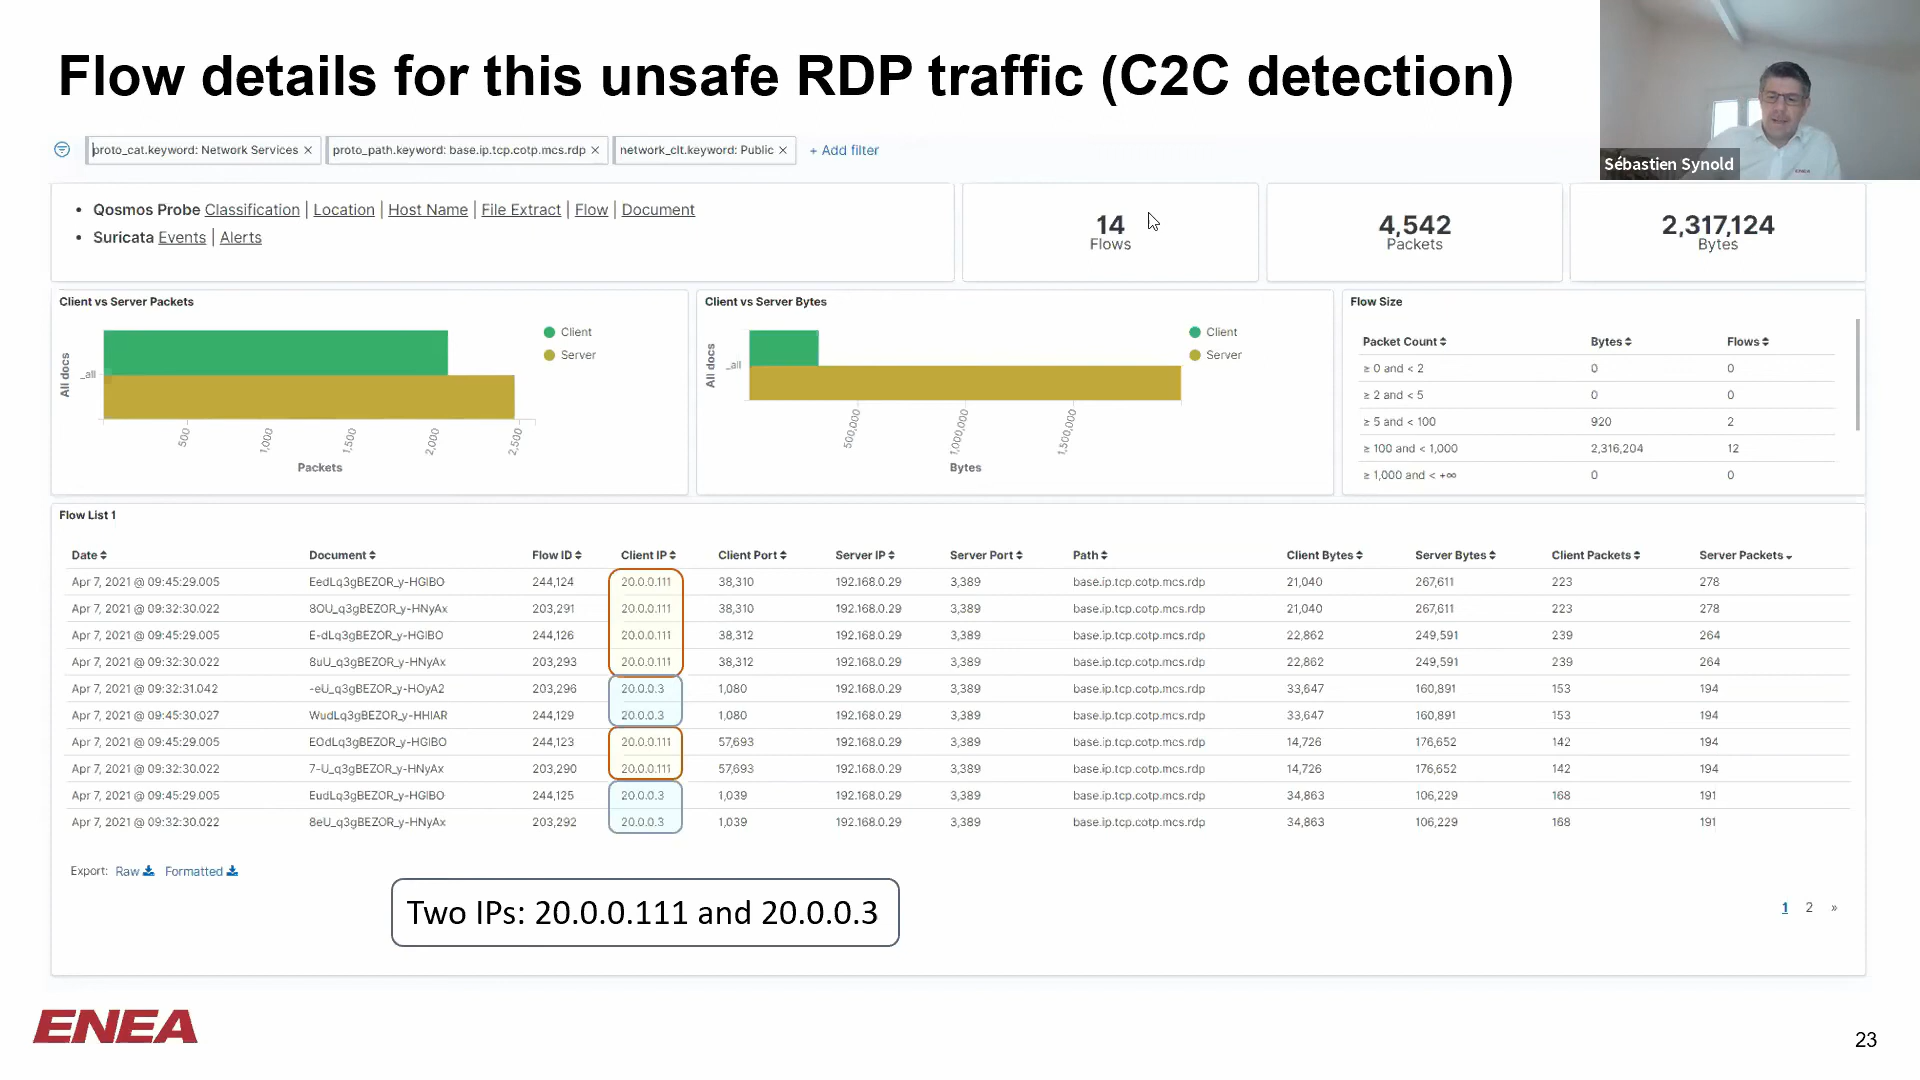 Flow details for this unsafe RDP traffic (C2C detection)
Sébastien Synold
proto_cat.keyword: Network Services × proto_path.keyword: base.ip.tcp.cotp.mcs.rdp × network_clt.keyword: Public × + Add filter
• Qosmos Probe Classification | Location | Host Name | File Extract | Flow | Document
• Suricata Events | Alerts
14
Flows
4,542
Packets
2,317,124
Bytes
Client vs Server Packets
All docs
_all
500
1,000
1,500
2,000
2,500
Packets
Client
Server
Client vs Server Bytes
All docs
_all
500,000
1,000,000
1,500,000
Bytes
Client
Server
Flow Size
Packet Count Bytes Flows
≥ 0 and < 2 0 0
≥ 2 and < 5 0 0
≥ 5 and < 100 920 2
≥ 100 and < 1,000 2,316,204 12
≥ 1,000 and < +∞ 0 0
Flow List 1
Date Document Flow ID Client IP Client Port Server IP Server Port Path Client Bytes Server Bytes Client Packets Server Packets
Apr 7, 2021 @ 09:45:29.005 EedLq3gBEZOR_y-HGIBO 244,124 20.0.0.111 38,310 192.168.0.29 3,389 base.ip.tcp.cotp.mcs.rdp 21,040 267,611 223 278
Apr 7, 2021 @ 09:32:30.022 8OU_q3gBEZOR_y-HNyAx 203,291 20.0.0.111 38,310 192.168.0.29 3,389 base.ip.tcp.cotp.mcs.rdp 21,040 267,611 223 278
Apr 7, 2021 @ 09:45:29.005 E-dLq3gBEZOR_y-HGIBO 244,126 20.0.0.111 38,312 192.168.0.29 3,389 base.ip.tcp.cotp.mcs.rdp 22,862 249,591 239 264
Apr 7, 2021 @ 09:32:30.022 8uU_q3gBEZOR_y-HNyAx 203,293 20.0.0.111 38,312 192.168.0.29 3,389 base.ip.tcp.cotp.mcs.rdp 22,862 249,591 239 264
Apr 7, 2021 @ 09:32:31.042 -eU_q3gBEZOR_y-HOyA2 203,296 20.0.0.3 1,080 192.168.0.29 3,389 base.ip.tcp.cotp.mcs.rdp 33,647 160,891 153 194
Apr 7, 2021 @ 09:45:30.027 WudLq3gBEZOR_y-HHIAR 244,129 20.0.0.3 1,080 192.168.0.29 3,389 base.ip.tcp.cotp.mcs.rdp 33,647 160,891 153 194
Apr 7, 2021 @ 09:45:29.005 EOdLq3gBEZOR_y-HGIBO 244,123 20.0.0.111 57,693 192.168.0.29 3,389 base.ip.tcp.cotp.mcs.rdp 14,726 176,652 142 194
Apr 7, 2021 @ 09:32:30.022 7-U_q3gBEZOR_y-HNyAx 203,290 20.0.0.111 57,693 192.168.0.29 3,389 base.ip.tcp.cotp.mcs.rdp 14,726 176,652 142 194
Apr 7, 2021 @ 09:45:29.005 EudLq3gBEZOR_y-HGIBO 244,125 20.0.0.3 1,039 192.168.0.29 3,389 base.ip.tcp.cotp.mcs.rdp 34,863 106,229 168 191
Apr 7, 2021 @ 09:32:30.022 8eU_q3gBEZOR_y-HNyAx 203,292 20.0.0.3 1,039 192.168.0.29 3,389 base.ip.tcp.cotp.mcs.rdp 34,863 106,229 168 191
Export: Raw Formatted
Two IPs: 20.0.0.111 and 20.0.0.3
1 2 »
ENEA
23